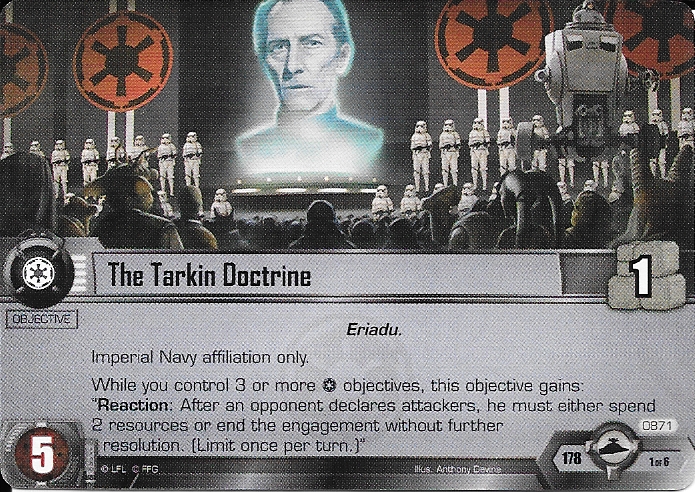 The Tarkin Doctrine
1
OBJECTIVE
Eriadu.
Imperial Navy affiliation only.
While you control 3 or more objectives, this objective gains:
"Reaction: After an opponent declares attackers, he must either spend
2 resources or end the engagement without further
resolution. (Limit once per turn.)"
0871
5
178
1 OF 6
© LFL © FFG
Illus. Anthony Devine